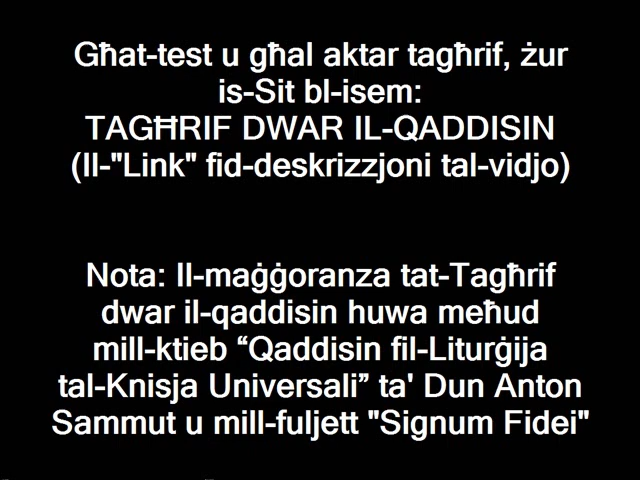 Għat-test u għal aktar tagħrif, żur
is-Sit bl-isem:
TAGĦRIF DWAR IL-QADDISIN
(Il-"Link" fid-deskrizzjoni tal-vidjo)
Nota: Il-maġġoranza tat-Tagħrif
dwar il-qaddisin huwa meħud
mill-ktieb “Qaddisin fil-Liturġija
tal-Knisja Universali” ta' Dun Anton
Sammut u mill-fuljett "Signum Fidei"